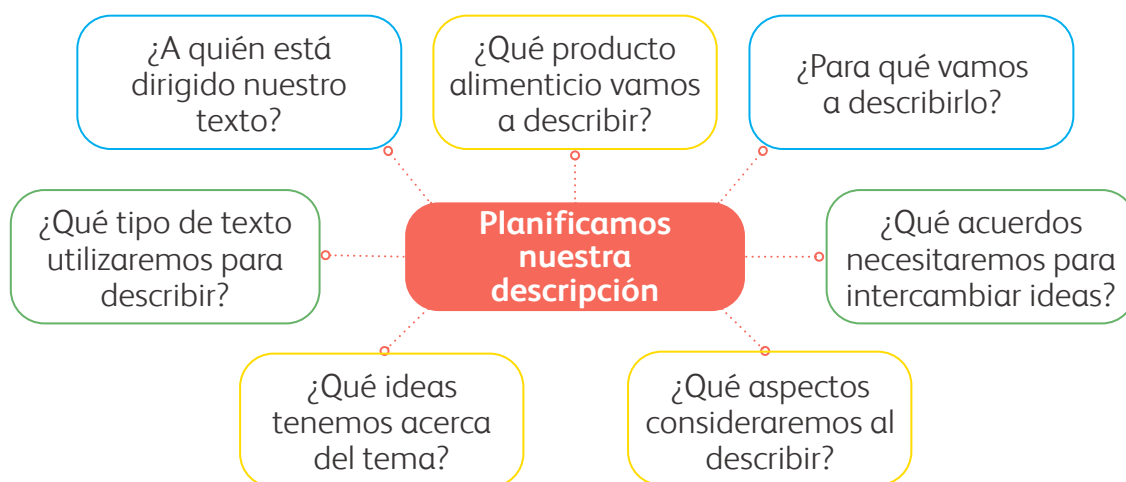 ¿A quién está
dirigido nuestro
texto?
¿Qué producto
alimenticio vamos
a describir?
¿Para qué vamos
a describirlo?
¿Qué tipo de texto
utilizaremos para
describir?
Planificamos
nuestra
descripción
¿Qué acuerdos
necesitaremos para
intercambiar ideas?
¿Qué ideas
tenemos acerca
del tema?
¿Qué aspectos
consideraremos al
describir?